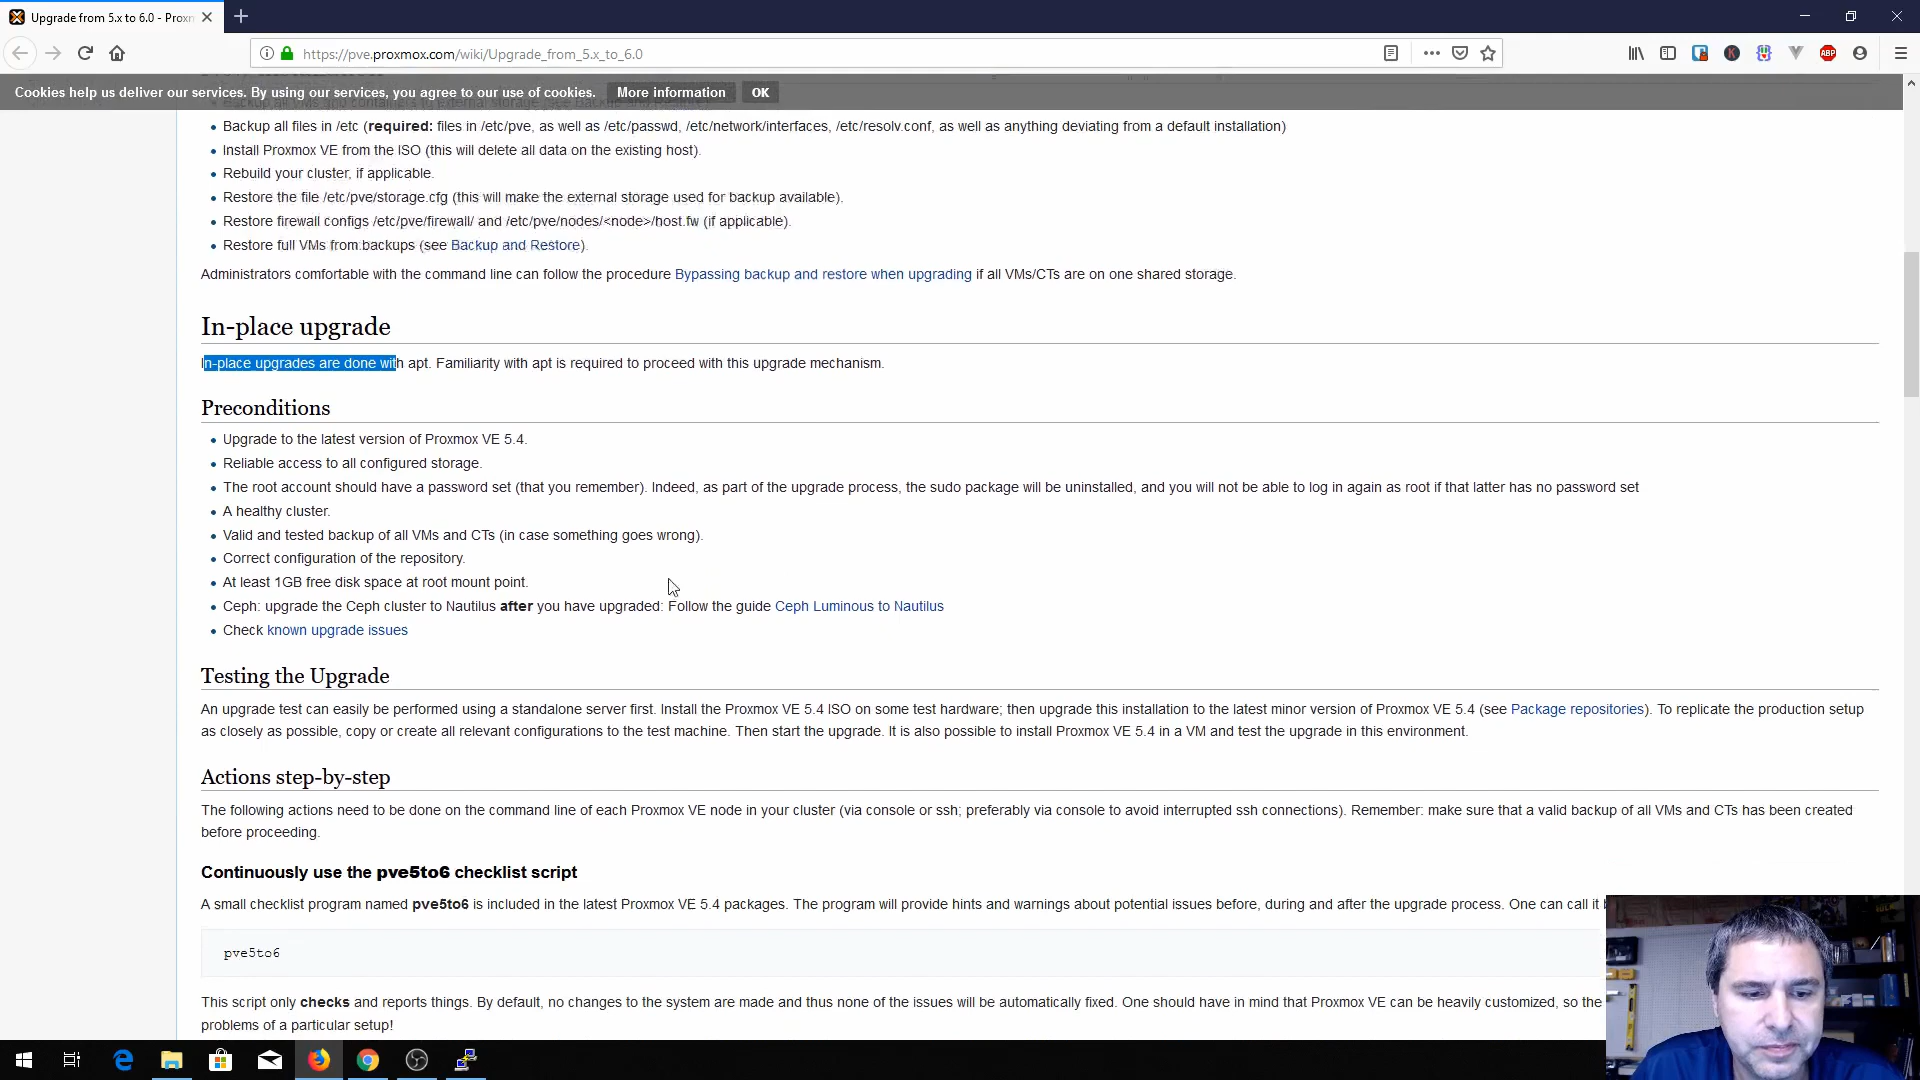 Upgrade from 5.x to 6.0 - Proxn
https://pve.proxmox.com/wiki/Upgrade_from_5.x_to_6.0
ABP
Cookies help us deliver our services. By using our services, you agree to our use of cookies. More information OK
Backup all files in /etc (required: files in /etc/pve, as well as /etc/passwd, /etc/network/interfaces, /etc/resolv.conf, as well as anything deviating from a default installation)
Install Proxmox VE from the ISO (this will delete all data on the existing host).
Rebuild your cluster, if applicable.
Restore the file /etc/pve/storage.cfg (this will make the external storage used for backup available).
Restore firewall configs /etc/pve/firewall/ and /etc/pve/nodes/<node>/host.fw (if applicable).
Restore full VMs from backups (see Backup and Restore).
Administrators comfortable with the command line can follow the procedure Bypassing backup and restore when upgrading if all VMs/CTs are on one shared storage.
In-place upgrade
In-place upgrades are done with apt. Familiarity with apt is required to proceed with this upgrade mechanism.
Preconditions
Upgrade to the latest version of Proxmox VE 5.4.
Reliable access to all configured storage.
The root account should have a password set (that you remember). Indeed, as part of the upgrade process, the sudo package will be uninstalled, and you will not be able to log in again as root if that latter has no password set
A healthy cluster.
Valid and tested backup of all VMs and CTs (in case something goes wrong).
Correct configuration of the repository.
At least 1GB free disk space at root mount point.
Ceph: upgrade the Ceph cluster to Nautilus after you have upgraded: Follow the guide Ceph Luminous to Nautilus
Check known upgrade issues
Testing the Upgrade
An upgrade test can easily be performed using a standalone server first. Install the Proxmox VE 5.4 ISO on some test hardware; then upgrade this installation to the latest minor version of Proxmox VE 5.4 (see Package repositories). To replicate the production setup
as closely as possible, copy or create all relevant configurations to the test machine. Then start the upgrade. It is also possible to install Proxmox VE 5.4 in a VM and test the upgrade in this environment.
Actions step-by-step
The following actions need to be done on the command line of each Proxmox VE node in your cluster (via console or ssh; preferably via console to avoid interrupted ssh connections). Remember: make sure that a valid backup of all VMs and CTs has been created
before proceeding.
Continuously use the pve5to6 checklist script
A small checklist program named pve5to6 is included in the latest Proxmox VE 5.4 packages. The program will provide hints and warnings about potential issues before, during and after the upgrade process. One can call it
pve5to6
This script only checks and reports things. By default, no changes to the system are made and thus none of the issues will be automatically fixed. One should have in mind that Proxmox VE can be heavily customized, so the
problems of a particular setup!